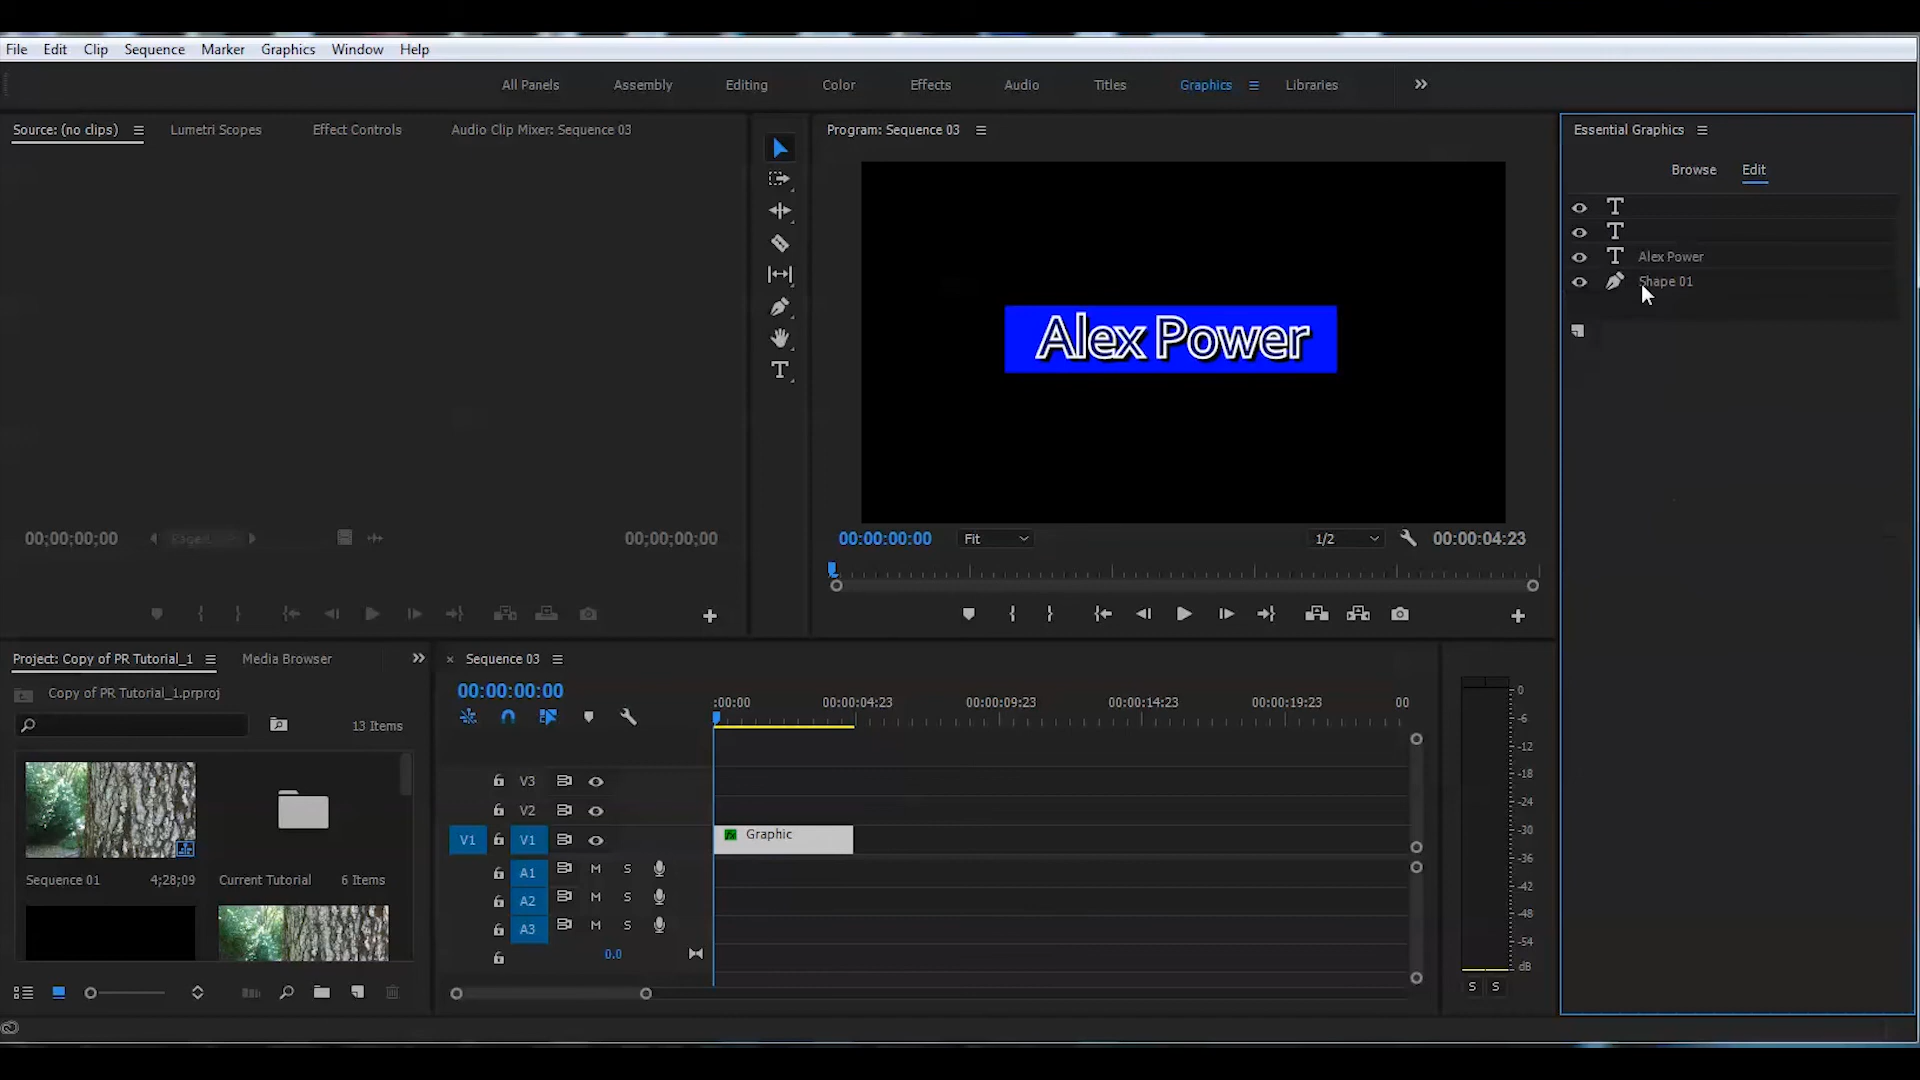 File Edit Clip Sequence Marker Graphics Window Help
All Panels Assembly Editing Color Effects Audio Titles Graphics Libraries
Source: (no clips) Lumetri Scopes Effect Controls Audio Clip Mixer: Sequence 03
Program: Sequence 03
Essential Graphics
Browse Edit
Alex Power
Shape 01
Alex Power
00;00;00;00 00;00;00;00
00:00:00:00 Fit 1/2 00:00:04:23
Project: Copy of PR Tutorial_1 Media Browser
Copy of PR Tutorial_1.prproj
13 Items
Sequence 01 4;28;09
Current Tutorial 6 Items
× Sequence 03
00:00:00:00
:00:00 00:00:04:23 00:00:09:23 00:00:14:23 00:00:19:23 00
V3
V2
V1 V1 Graphic
A1 M S
A2 M S
A3 M S
0.0
0
-6
-12
-18
-24
-30
-36
-42
-48
-54
dB
S S